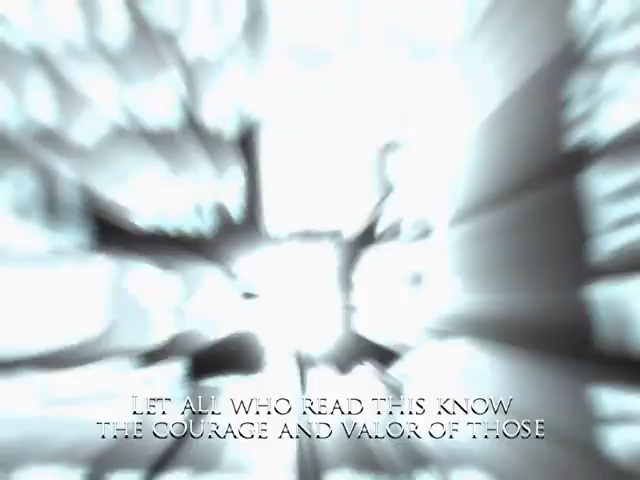 Let all who read this know
the courage and valor of those